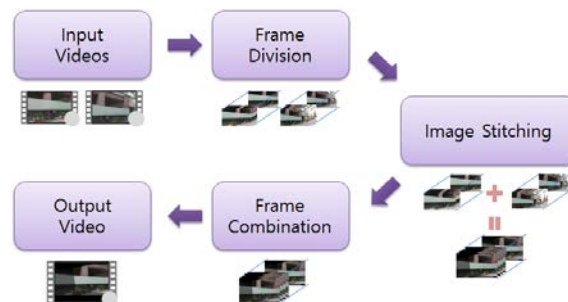 Input
Videos
Frame
Division
Image Stitching
Frame
Combination
Output
Video